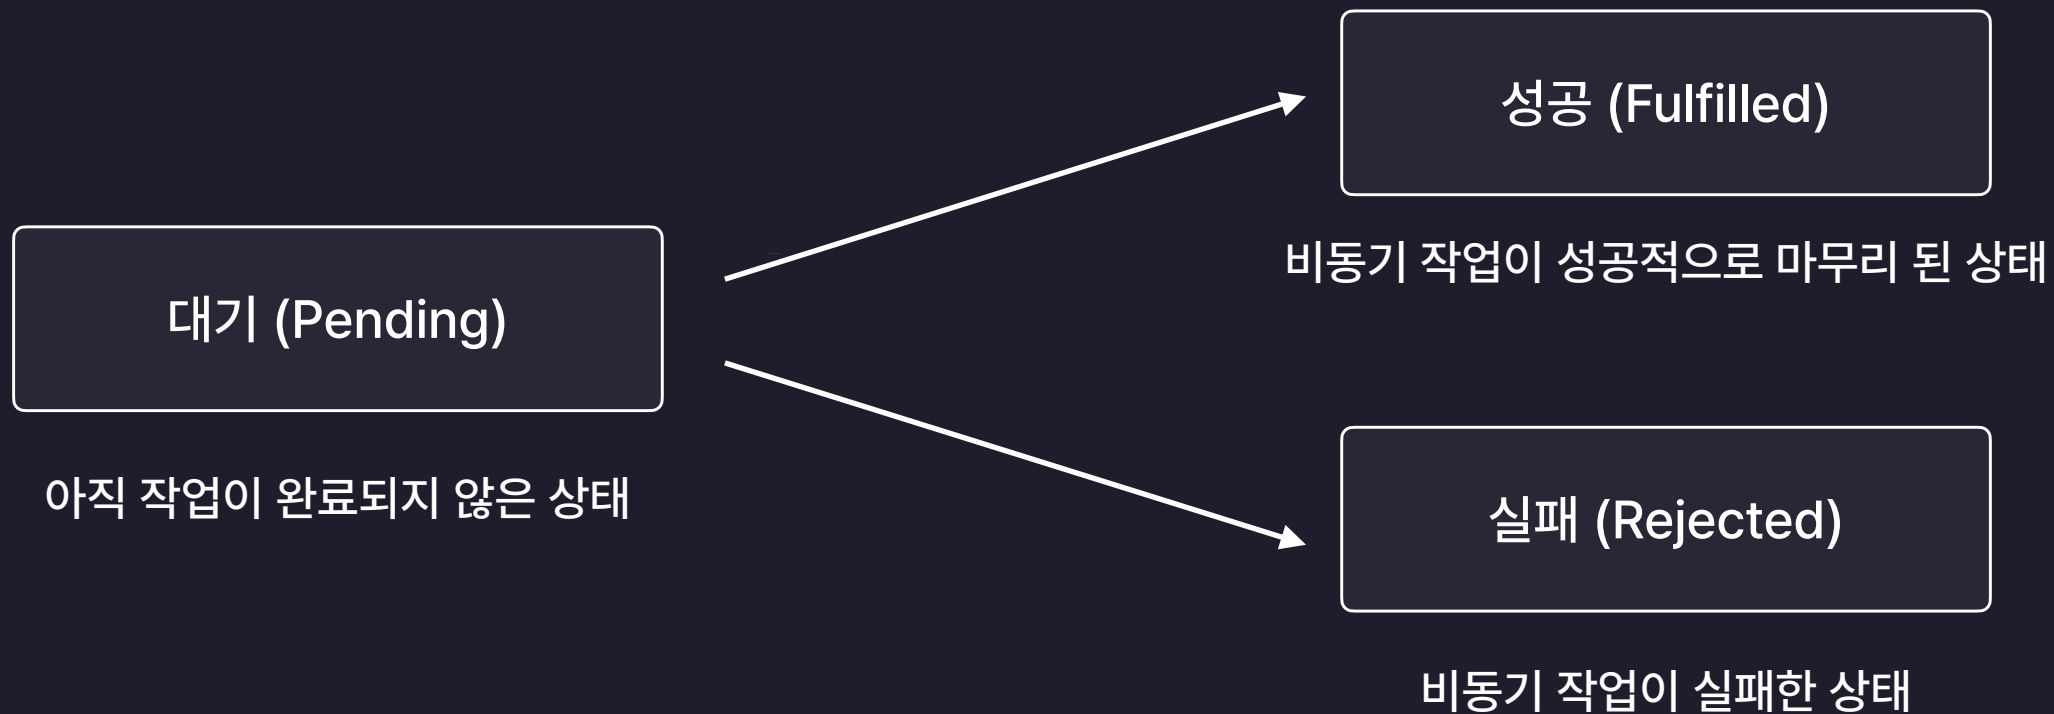 대기 (Pending)
아직 작업이 완료되지 않은 상태
성공 (Fulfilled)
비동기 작업이 성공적으로 마무리 된 상태
실패 (Rejected)
비동기 작업이 실패한 상태